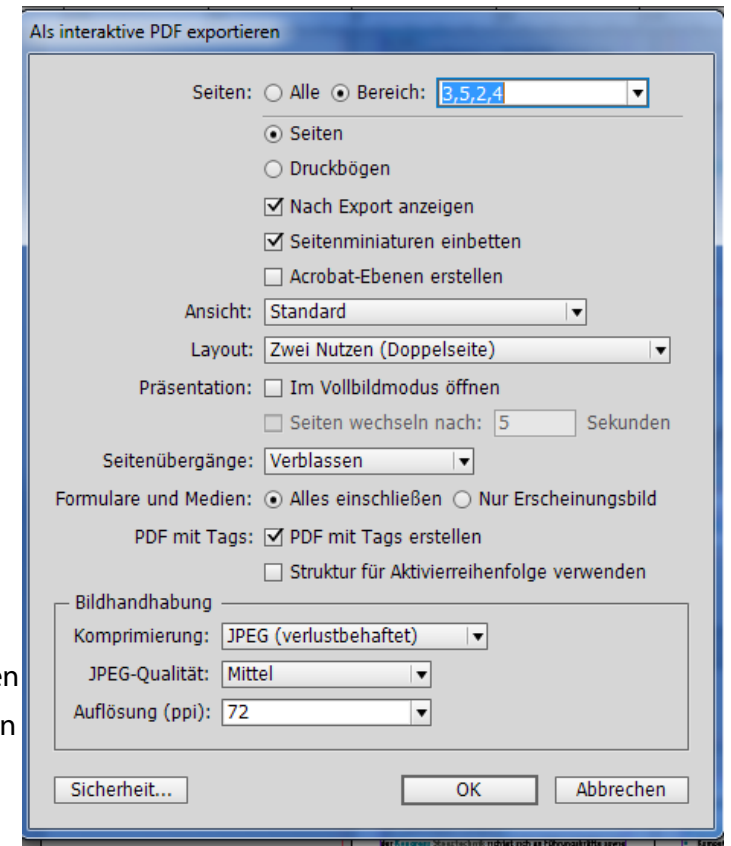 Als interaktive PDF exportieren
Seiten: Alle Bereich: 3,5,2,4
Seiten
Druckbögen
Nach Export anzeigen
Seitenminiaturen einbetten
Acrobat-Ebenen erstellen
Ansicht: Standard
Layout: Zwei Nutzen (Doppelseite)
Präsentation: Im Vollbildmodus öffnen
Seiten wechseln nach: 5 Sekunden
Seitenübergänge: Verblassen
Formulare und Medien: Alles einschließen Nur Erscheinungsbild
PDF mit Tags: PDF mit Tags erstellen
Struktur für Aktivierreihenfolge verwenden
Bildhandhabung
Komprimierung: JPEG (verlustbehaftet)
en JPEG-Qualität: Mittel
n Auflösung (ppi): 72
Sicherheit... OK Abbrechen